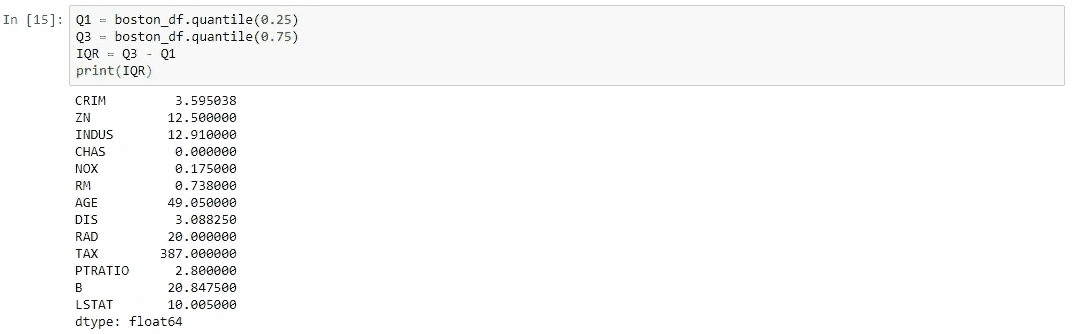 In [15]: Q1 = boston_df.quantile(0.25)
Q3 = boston_df.quantile(0.75)
IQR = Q3 - Q1
print(IQR)
CRIM 3.595038
ZN 12.500000
INDUS 12.910000
CHAS 0.000000
NOX 0.175000
RM 0.738000
AGE 49.050000
DIS 3.088250
RAD 20.000000
TAX 387.000000
PTRATIO 2.800000
B 20.847500
LSTAT 10.005000
dtype: float64